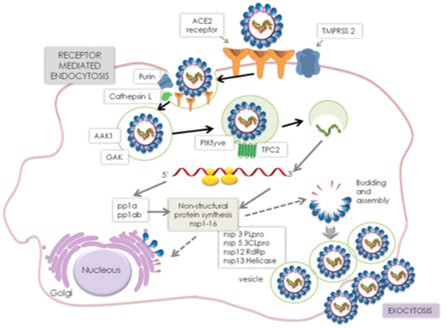 ACE2
receptor
TMPRSS 2
RECEPTOR
MEDIATED
ENDOCYTOSIS
Furin
Cathepsin L
AAK1
GAK
PIKfyve
TPC2
5'
3'
pp1a
pp1ab
Non-structural
protein synthesis
nsp1-16
Budding
and
assembly
nsp 3 PLpro
nsp 5 3CLpro
nsp12 RdRp
nsp13 Helicase
Nucleous
Golgi
vesicle
EXOCYTOSIS